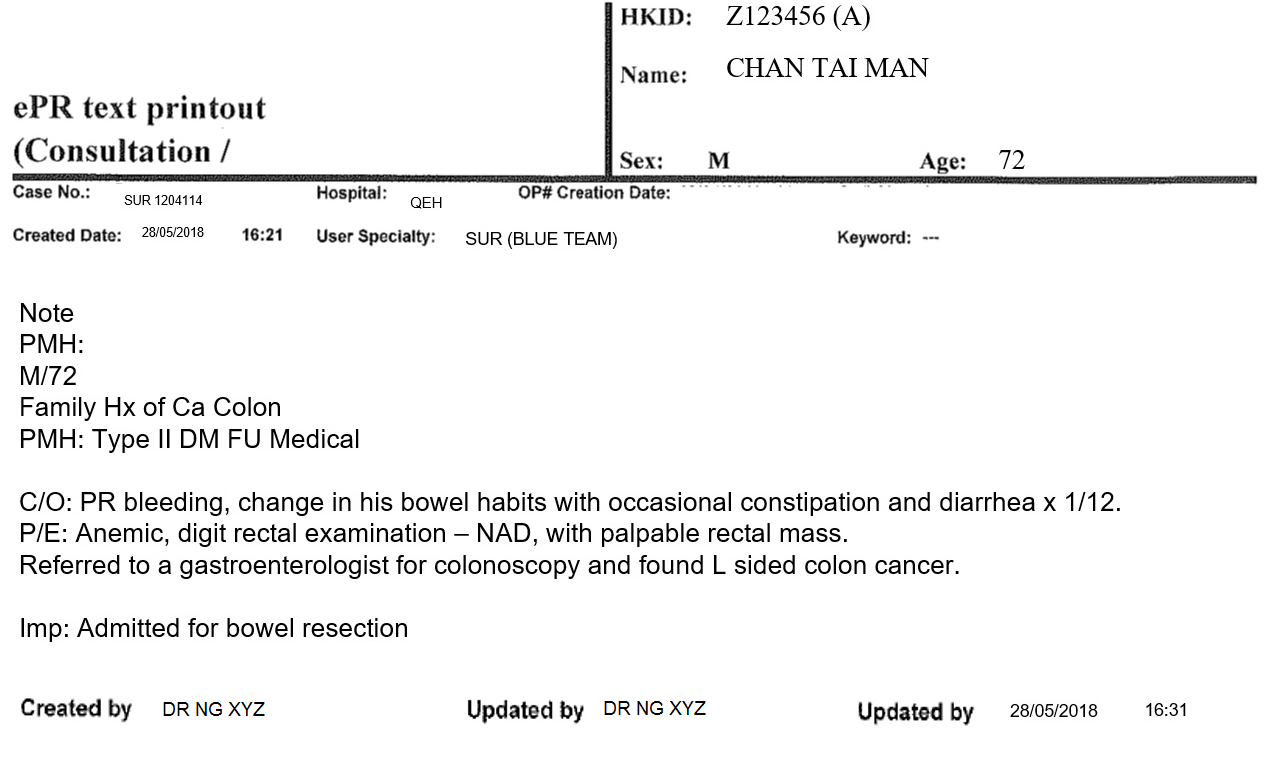 HKID: Z123456 (A)
Name: CHAN TAI MAN
ePR text printout
(Consultation /
Sex: M Age: 72
Case No.: SUR 1204114 Hospital: QEH OP# Creation Date:
Created Date: 28/05/2018 16:21 User Specialty: SUR (BLUE TEAM) Keyword: ---
Note
PMH:
M/72
Family Hx of Ca Colon
PMH: Type II DM FU Medical
C/O: PR bleeding, change in his bowel habits with occasional constipation and diarrhea x 1/12.
P/E: Anemic, digit rectal examination – NAD, with palpable rectal mass.
Referred to a gastroenterologist for colonoscopy and found L sided colon cancer.
Imp: Admitted for bowel resection
Created by DR NG XYZ Updated by DR NG XYZ Updated by 28/05/2018 16:31